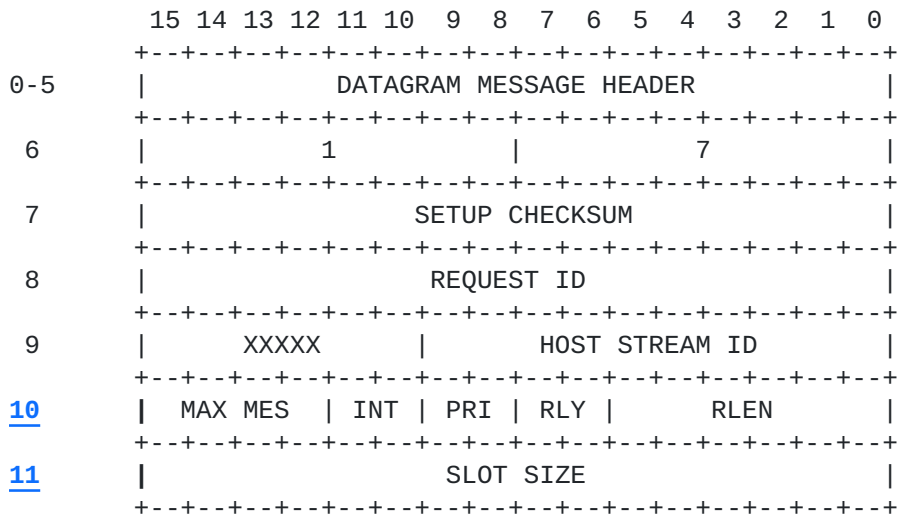 15 14 13 12 11 10 9 8 7 6 5 4 3 2 1 0
+--+--+--+--+--+--+--+--+--+--+--+--+--+--+--+--+
0-5 | DATAGRAM MESSAGE HEADER |
+--+--+--+--+--+--+--+--+--+--+--+--+--+--+--+--+
6 | 1 | 7 |
+--+--+--+--+--+--+--+--+--+--+--+--+--+--+--+--+
7 | SETUP CHECKSUM |
+--+--+--+--+--+--+--+--+--+--+--+--+--+--+--+--+
8 | REQUEST ID |
+--+--+--+--+--+--+--+--+--+--+--+--+--+--+--+--+
9 | XXXXX | HOST STREAM ID |
+--+--+--+--+--+--+--+--+--+--+--+--+--+--+--+--+
10 | MAX MES | INT | PRI | RLY | RLEN |
+--+--+--+--+--+--+--+--+--+--+--+--+--+--+--+--+
11 | SLOT SIZE |
+--+--+--+--+--+--+--+--+--+--+--+--+--+--+--+--+